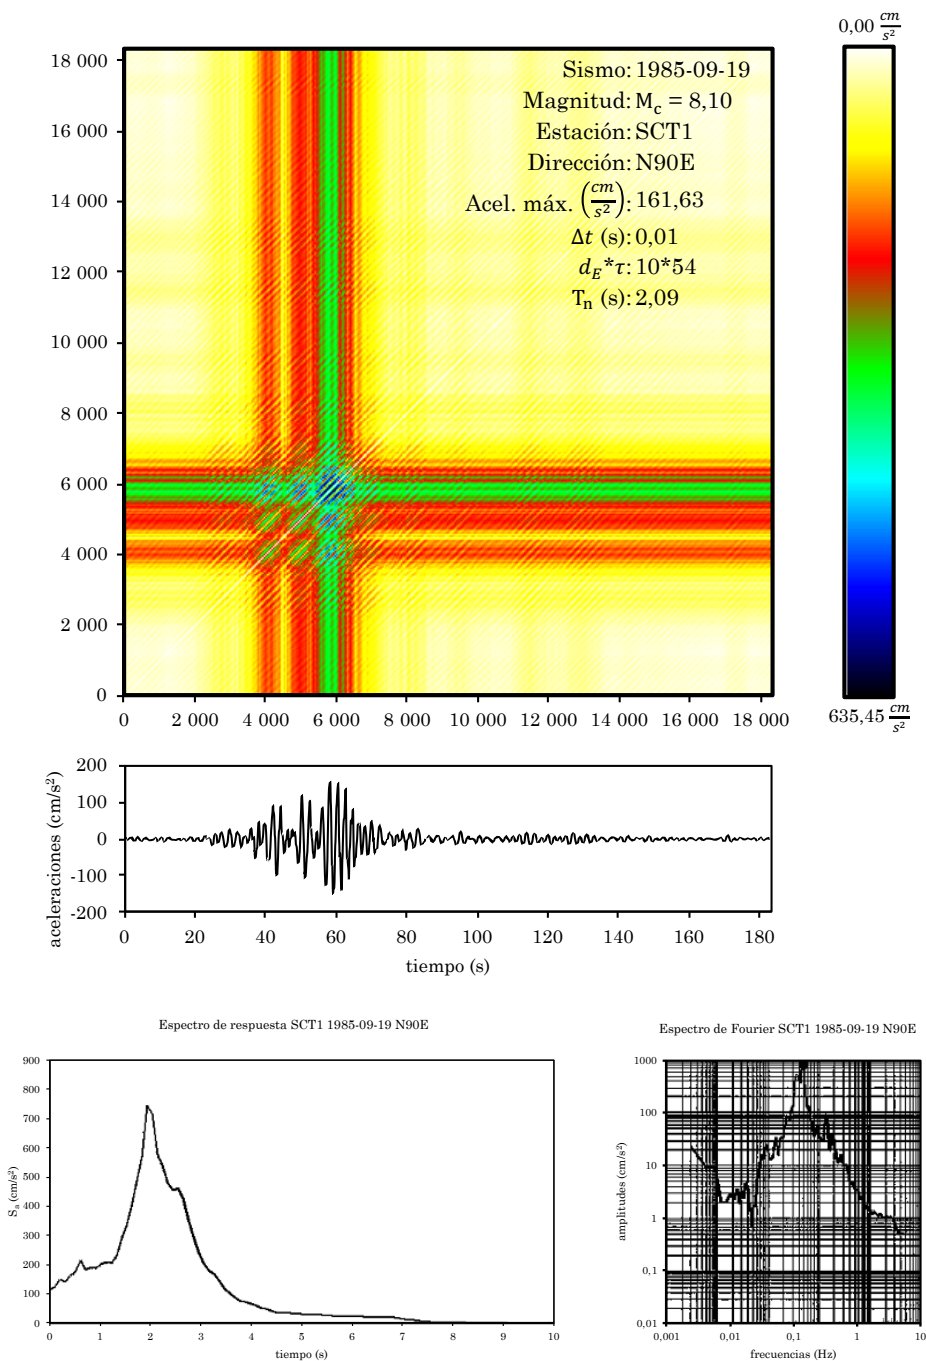 0,00 cm/s²
18 000
16 000
14 000
12 000
10 000
8 000
6 000
4 000
2 000
0
Sismo: 1985-09-19
Magnitud: M_c = 8,10
Estación: SCT1
Dirección: N90E
Acel. máx. (cm/s²): 161,63
Δt (s): 0,01
d_E*τ: 10*54
T_n (s): 2,09
0 2 000 4 000 6 000 8 000 10 000 12 000 14 000 16 000 18 000
635,45 cm/s²
aceleraciones (cm/s²)
200
100
0
-100
-200
0 20 40 60 80 100 120 140 160 180
tiempo (s)
Espectro de respuesta SCT1 1985-09-19 N90E
S_a (cm/s²)
900
800
700
600
500
400
300
200
100
0
0 1 2 3 4 5 6 7 8 9 10
tiempo (s)
Espectro de Fourier SCT1 1985-09-19 N90E
amplitudes (cm/s²)
1000
100
10
1
0,1
0,01
0,001 0,01 0,1 1 10
frecuencias (Hz)